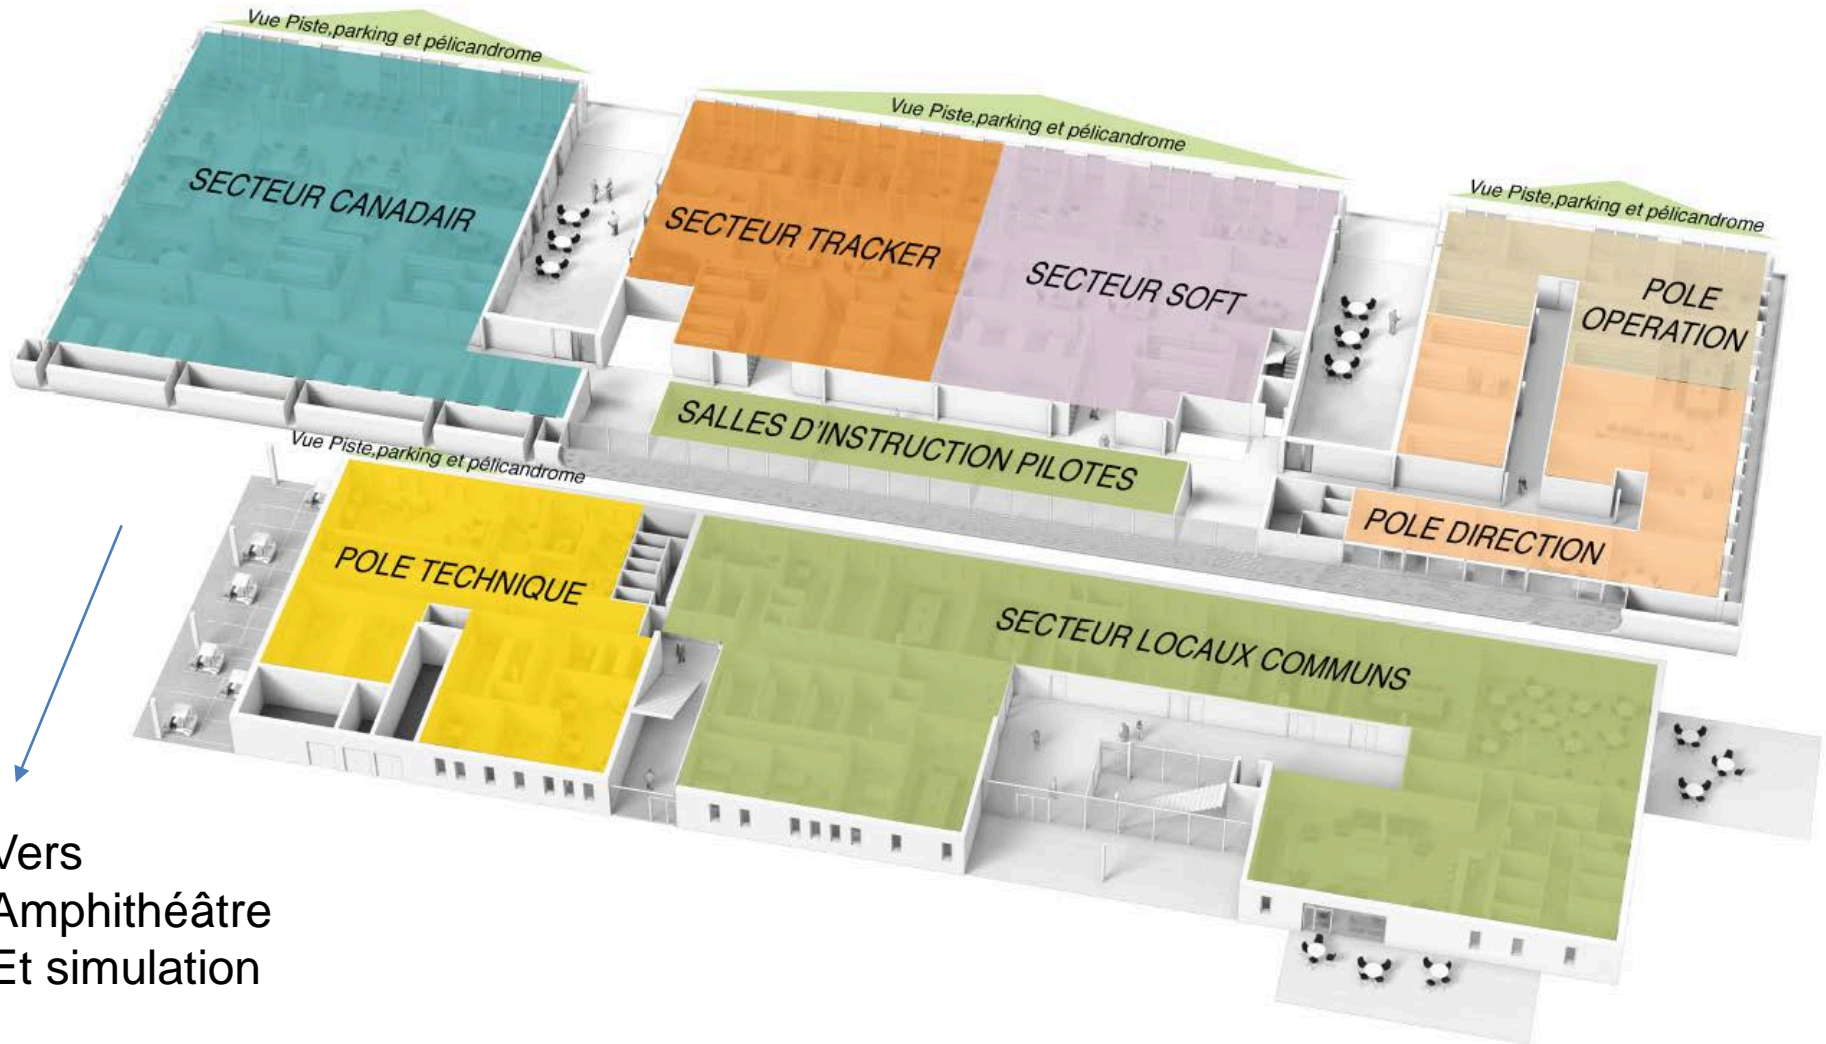 Vue Piste,parking et pélicandrome
Vue Piste,parking et pélicandrome
Vue Piste,parking et pélicandrome
SECTEUR CANADAIR
SECTEUR TRACKER
SECTEUR SOFT
POLE
OPERATION
SALLES D'INSTRUCTION PILOTES
Vue Piste,parking et pélicandrome
POLE DIRECTION
POLE TECHNIQUE
SECTEUR LOCAUX COMMUNS
Vers
Amphithéâtre
Et simulation